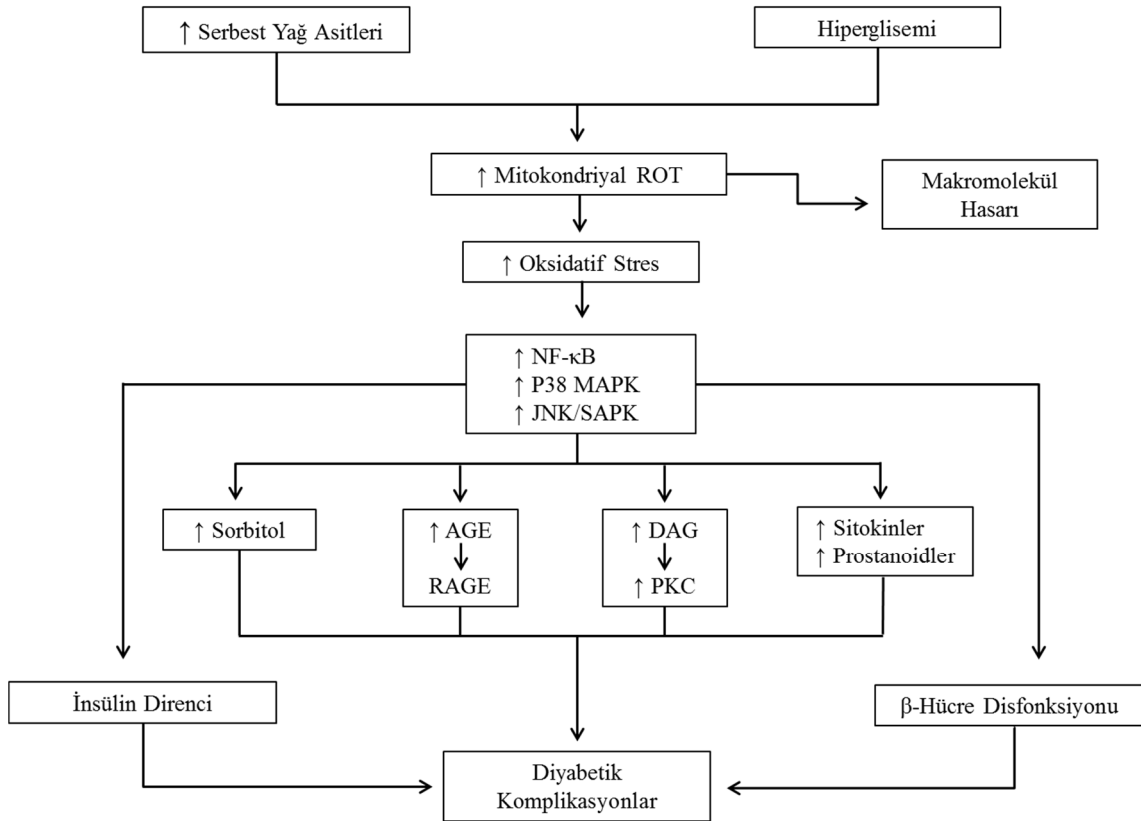 ↑ Serbest Yağ Asitleri
Hiperglisemi
↑ Mitokondriyal ROT
Makromolekül
Hasarı
↑ Oksidatif Stres
↑ NF-κB
↑ P38 MAPK
↑ JNK/SAPK
↑ Sorbitol
↑ AGE
RAGE
↑ DAG
↑ PKC
↑ Sitokinler
↑ Prostanoidler
İnsülin Direnci
β-Hücre Disfonksiyonu
Diyabetik
Komplikasyonlar